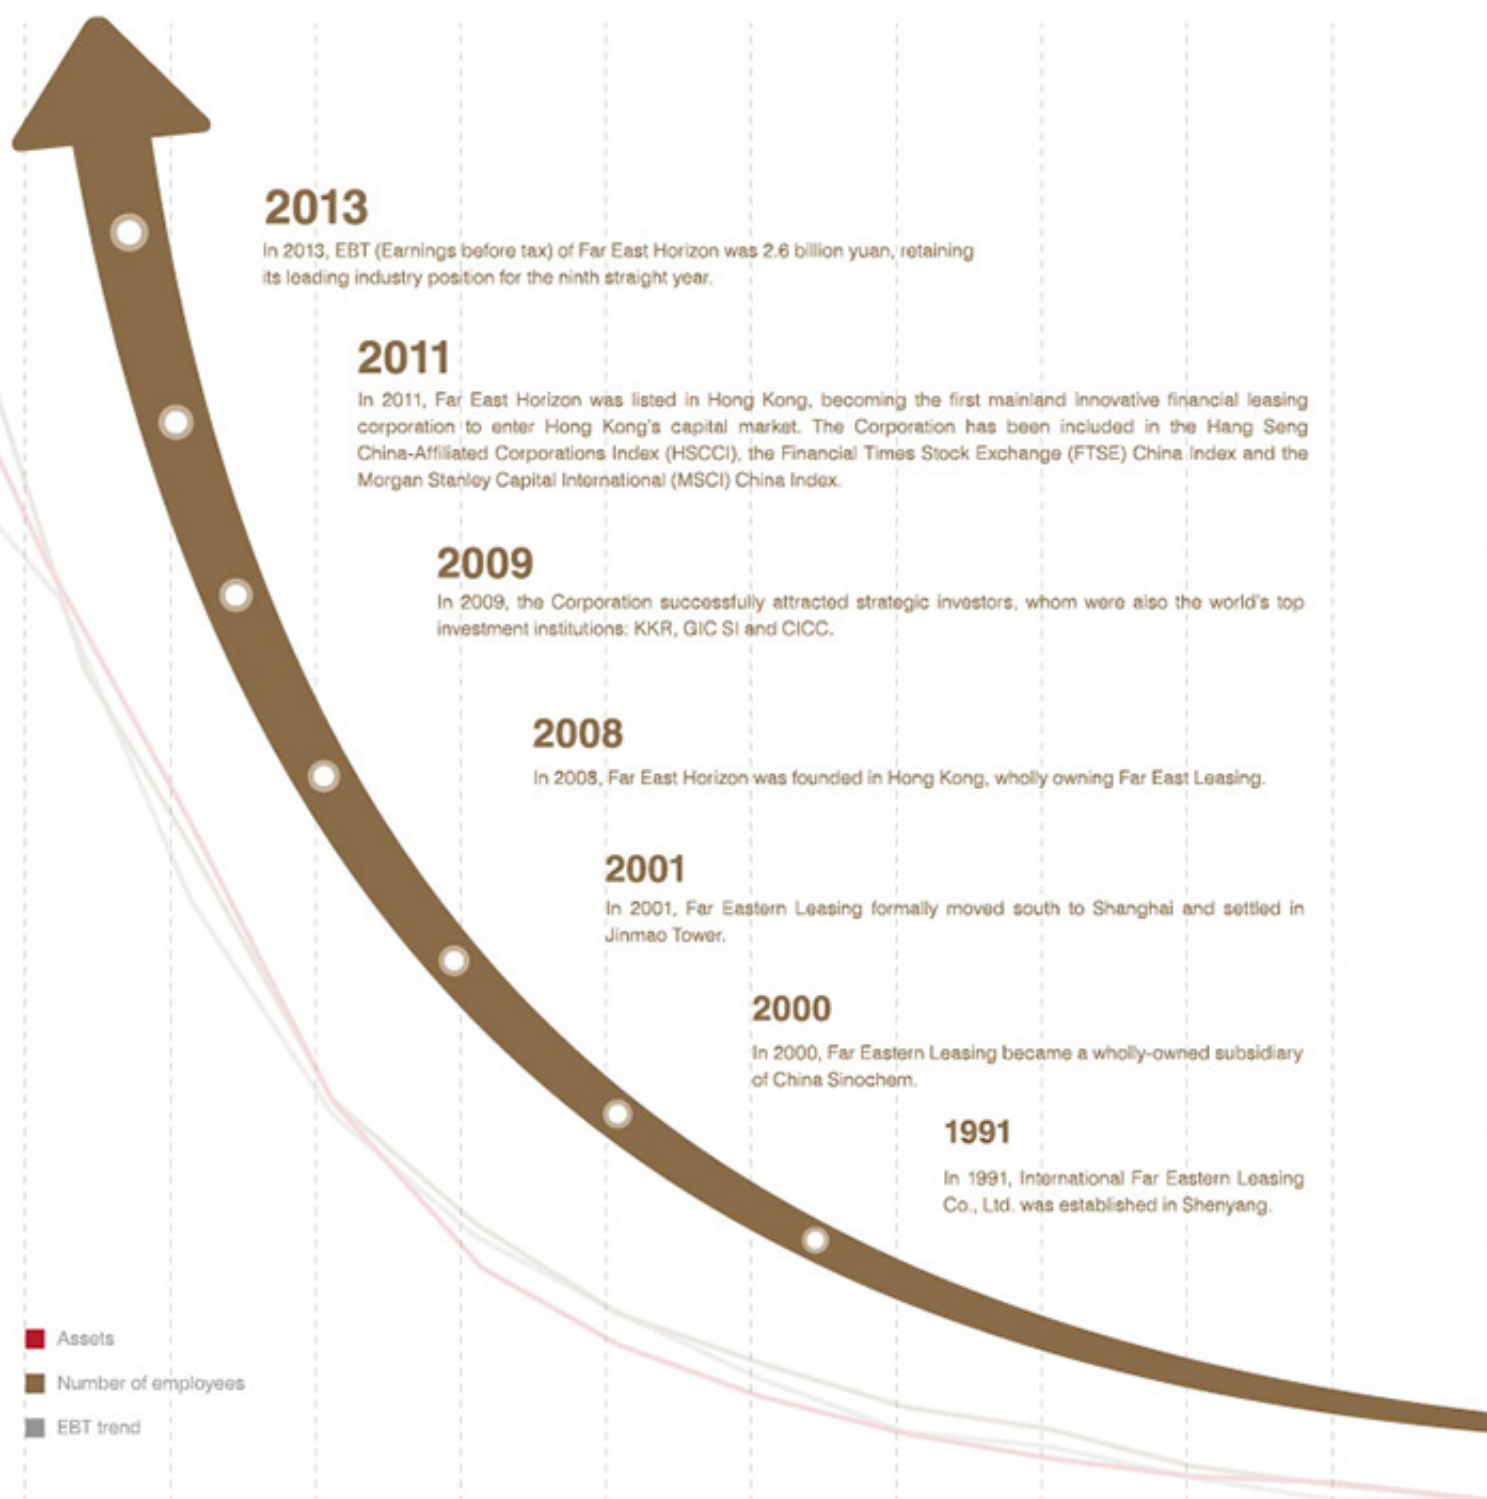 2013
In 2013, EBT (Earnings before tax) of Far East Horizon was 2.6 billion yuan, retaining
its leading industry position for the ninth straight year.
2011
In 2011, Far East Horizon was listed in Hong Kong, becoming the first mainland innovative financial leasing
corporation to enter Hong Kong's capital market. The Corporation has been included in the Hang Seng
China-Affiliated Corporations Index (HSCCI), the Financial Times Stock Exchange (FTSE) China Index and the
Morgan Stanley Capital International (MSCI) China Index.
2009
In 2009, the Corporation successfully attracted strategic investors, whom were also the world's top
investment institutions: KKR, GIC SI and CICC.
2008
In 2008, Far East Horizon was founded in Hong Kong, wholly owning Far East Leasing.
2001
In 2001, Far Eastern Leasing formally moved south to Shanghai and settled in
Jinmao Tower.
2000
In 2000, Far Eastern Leasing became a wholly-owned subsidiary
of China Sinochem.
1991
In 1991, International Far Eastern Leasing
Co., Ltd. was established in Shenyang.
Assets
Number of employees
EBT trend